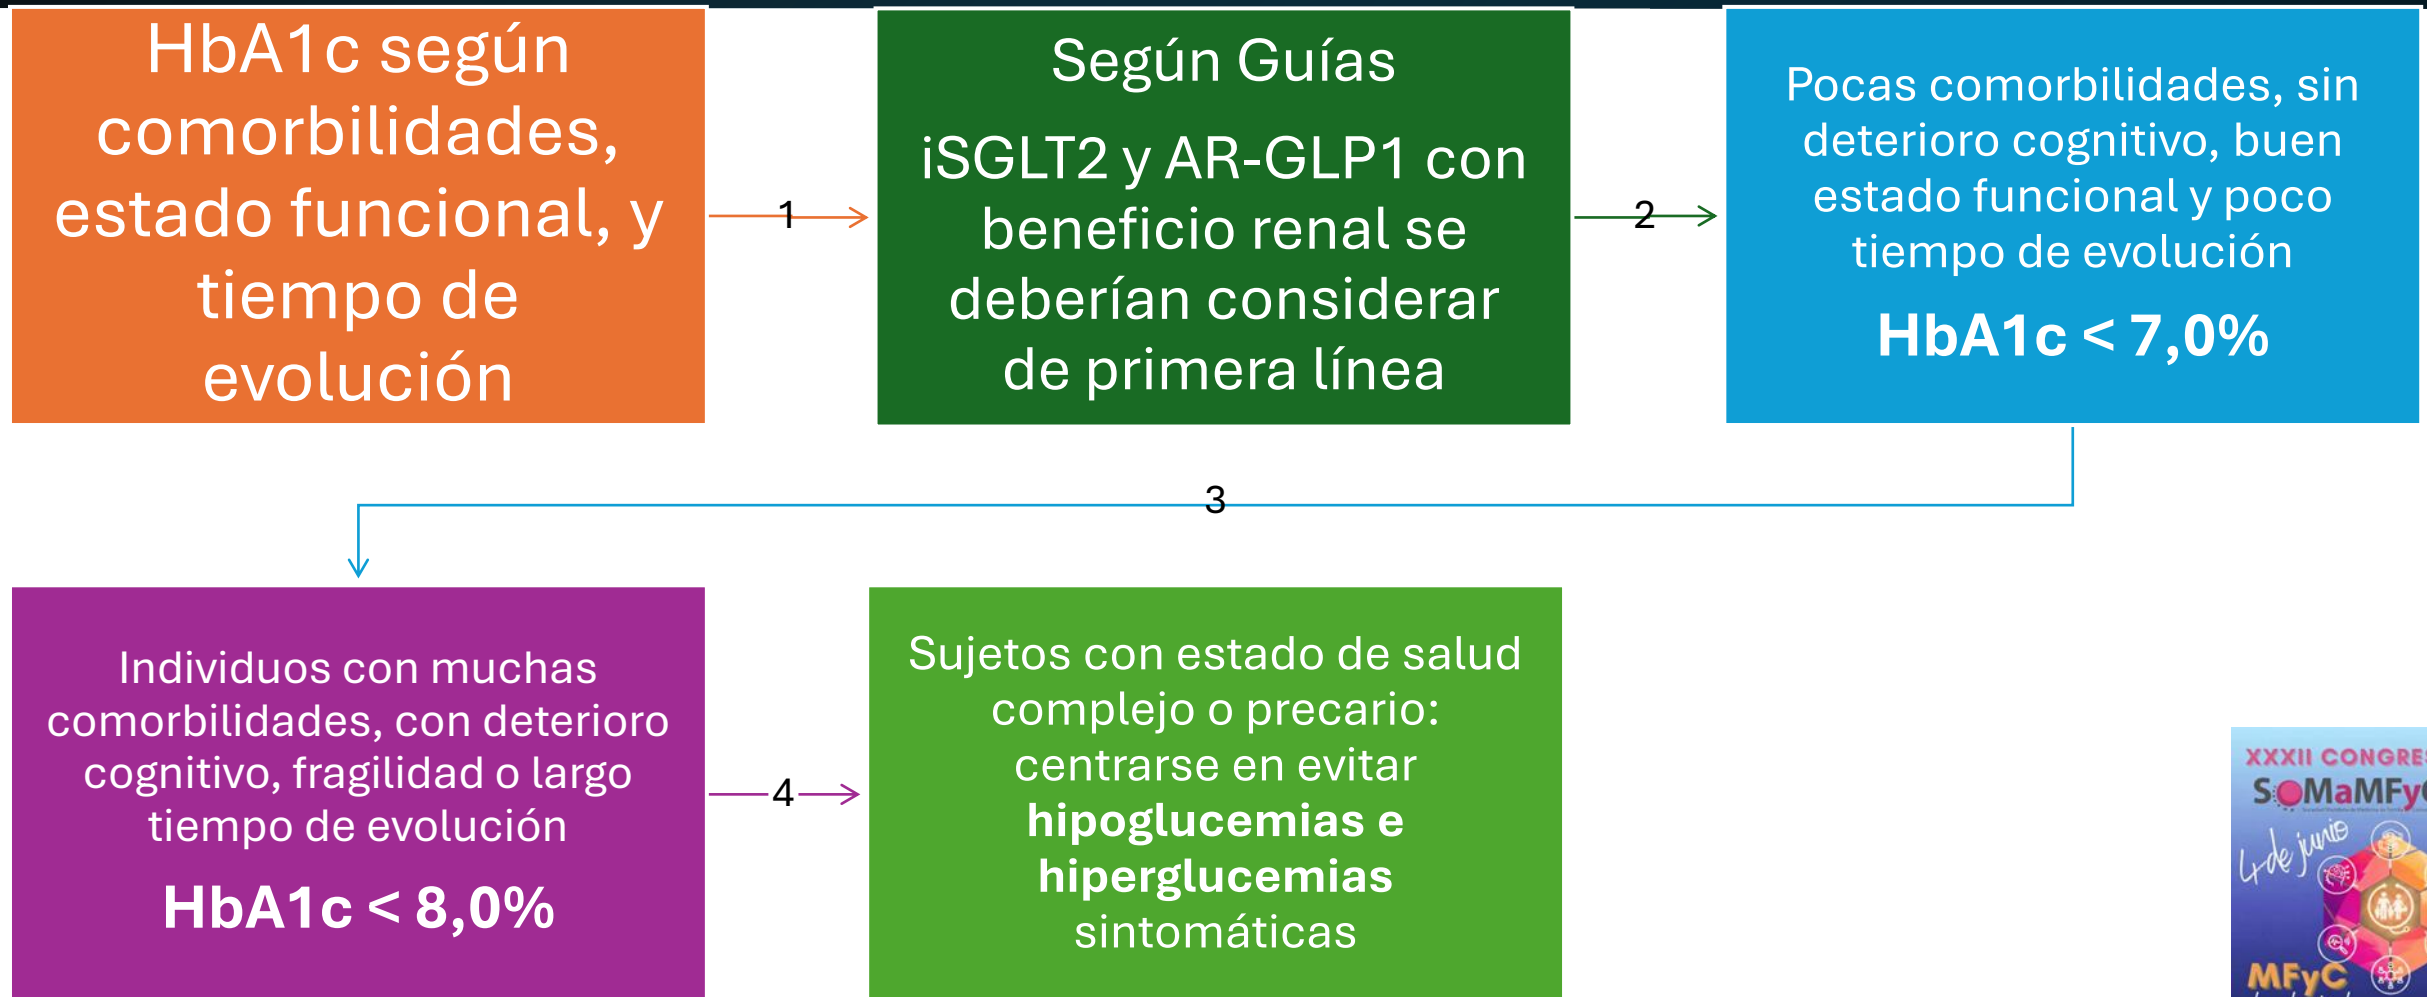 HbA1c según
comorbilidades,
estado funcional, y
tiempo de
evolución
1
Según Guías
iSGLT2 y AR-GLP1 con
beneficio renal se
deberían considerar
de primera línea
2
Pocas comorbilidades, sin
deterioro cognitivo, buen
estado funcional y poco
tiempo de evolución
HbA1c < 7,0%
3
Individuos con muchas
comorbilidades, con deterioro
cognitivo, fragilidad o largo
tiempo de evolución
HbA1c < 8,0%
4
Sujetos con estado de salud
complejo o precario:
centrarse en evitar
hipoglucemias e
hiperglucemias
sintomáticas
XXXII CONGRES
SoMaMFyC
4 de junio
MFyC